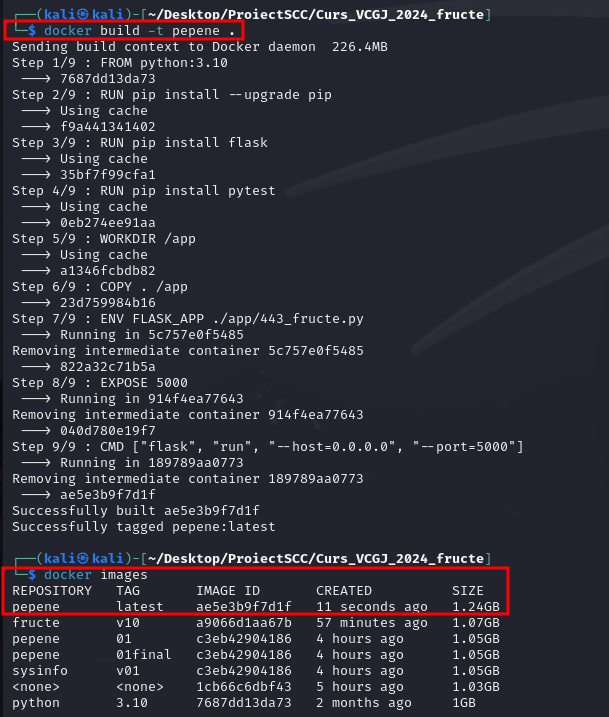 ┌──(kali㉿kali)-[~/Desktop/ProiectSCC/Curs_VCGJ_2024_fructe]
└─$ docker build -t pepene .
Sending build context to Docker daemon  226.4MB
Step 1/9 : FROM python:3.10
 ---> 7687dd13da73
Step 2/9 : RUN pip install --upgrade pip
 ---> Using cache
 ---> f9a441341402
Step 3/9 : RUN pip install flask
 ---> Using cache
 ---> 35bf7f99cfa1
Step 4/9 : RUN pip install pytest
 ---> Using cache
 ---> 0eb274ee91aa
Step 5/9 : WORKDIR /app
 ---> Using cache
 ---> a1346fcbdb82
Step 6/9 : COPY . /app
 ---> 23d759984b16
Step 7/9 : ENV FLASK_APP ./app/443_fructe.py
 ---> Running in 5c757e0f5485
Removing intermediate container 5c757e0f5485
 ---> 822a32c71b5a
Step 8/9 : EXPOSE 5000
 ---> Running in 914f4ea77643
Removing intermediate container 914f4ea77643
 ---> 040d780e19f7
Step 9/9 : CMD ["flask", "run", "--host=0.0.0.0", "--port=5000"]
 ---> Running in 189789aa0773
Removing intermediate container 189789aa0773
 ---> ae5e3b9f7d1f
Successfully built ae5e3b9f7d1f
Successfully tagged pepene:latest
┌──(kali㉿kali)-[~/Desktop/ProiectSCC/Curs_VCGJ_2024_fructe]
└─$ docker images
REPOSITORY   TAG       IMAGE ID       CREATED          SIZE
pepene       latest    ae5e3b9f7d1f   11 seconds ago   1.24GB
fructe       v10       a9066d1aa67b   57 minutes ago   1.07GB
pepene       01        c3eb42904186   4 hours ago      1.05GB
pepene       01final   c3eb42904186   4 hours ago      1.05GB
sysinfo      v01       c3eb42904186   4 hours ago      1.05GB
<none>       <none>    1cb66c6dbf43   5 hours ago      1.03GB
python       3.10      7687dd13da73   2 months ago     1GB